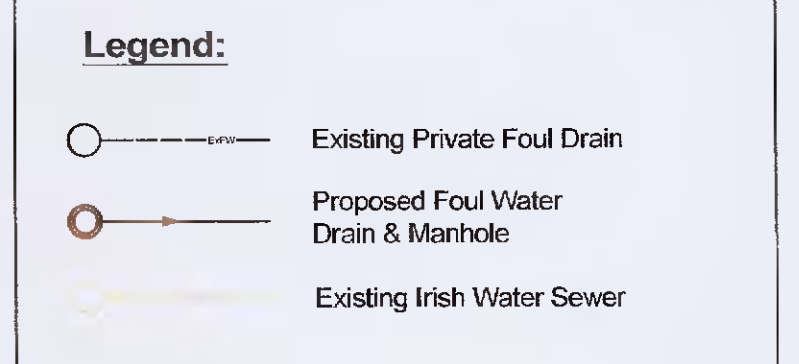 Legend:
ExFW
Existing Private Foul Drain
Proposed Foul Water
Drain & Manhole
Existing Irish Water Sewer